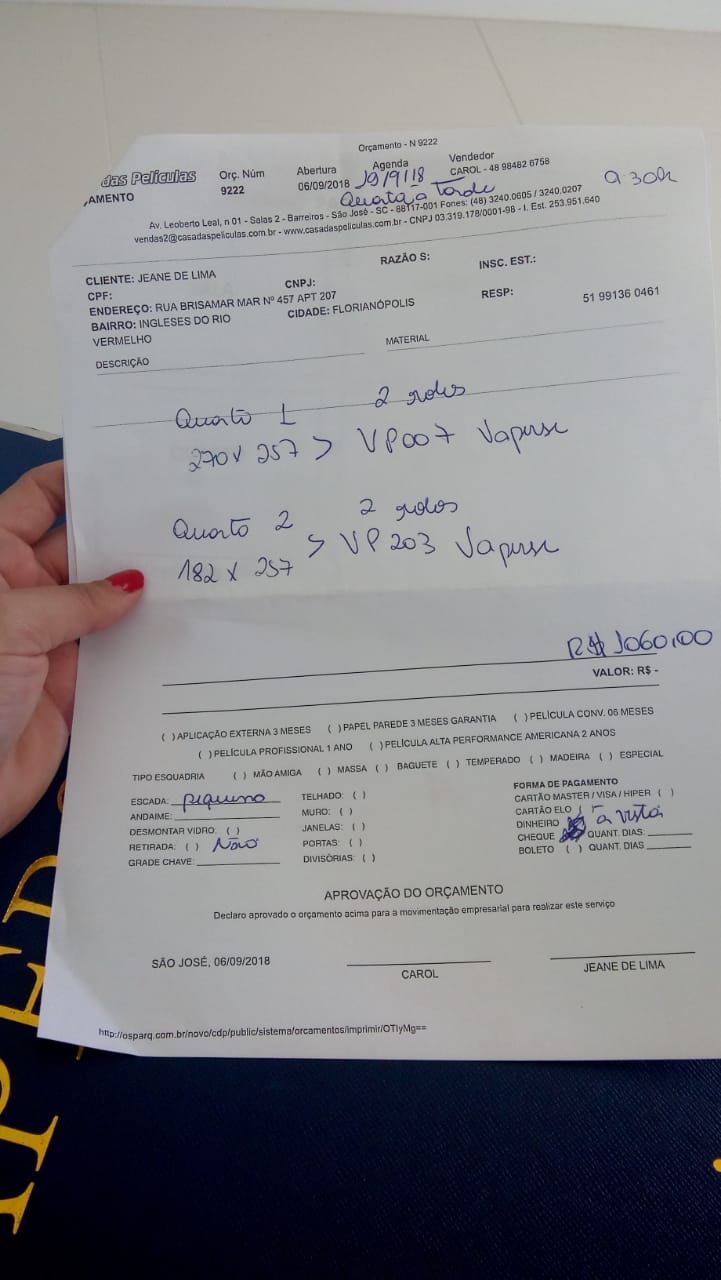 Orçamento - N 9222
das Películas
AMENTO
Orç. Núm
9222
Abertura
06/09/2018
Agenda
19/9/18
Quarta a Tarde
Vendedor
CAROL - 48 98482 6758
9:30h
Av. Leoberto Leal, n 01 - Salas 2 - Barreiros - São José - SC - 88117-001 Fones: (48) 3240.0605 / 3240.0207
vendas2@casadaspeliculas.com.br - www.casadaspeliculas.com.br - CNPJ 03.319.178/0001-98 - I. Est. 253.951.640
CLIENTE: JEANE DE LIMA
RAZÃO S:
CPF:
CNPJ:
INSC. EST.:
ENDEREÇO: RUA BRISAMAR MAR Nº 457 APT 207
BAIRRO: INGLESES DO RIO VERMELHO
CIDADE: FLORIANÓPOLIS
RESP:
51 99136 0461
DESCRIÇÃO
MATERIAL
Quarto 1 2 rolos
270 x 257 > VP007 Vaperse
Quarto 2 2 rolos
182 x 257 > VP 203 Vaperse
R$ 1060,00
VALOR: R$ -
( ) APLICAÇÃO EXTERNA 3 MESES ( ) PAPEL PAREDE 3 MESES GARANTIA ( ) PELÍCULA CONV. 06 MESES
( ) PELÍCULA PROFISSIONAL 1 ANO ( ) PELÍCULA ALTA PERFORMANCE AMERICANA 2 ANOS
TIPO ESQUADRIA ( ) MÃO AMIGA ( ) MASSA ( ) BAGUETE ( ) TEMPERADO ( ) MADEIRA ( ) ESPECIAL
ESCADA: pequeno
ANDAIME:
DESMONTAR VIDRO: ( )
RETIRADA: ( ) Não
GRADE CHAVE:
TELHADO: ( )
MURO: ( )
JANELAS: ( )
PORTAS: ( )
DIVISÓRIAS: ( )
FORMA DE PAGAMENTO
CARTÃO MASTER / VISA / HIPER ( )
CARTÃO ELO
DINHEIRO à vista
CHEQUE QUANT. DIAS.
BOLETO ( ) QUANT. DIAS
APROVAÇÃO DO ORÇAMENTO
Declaro aprovado o orçamento acima para a movimentação empresarial para realizar este serviço
SÃO JOSÉ, 06/09/2018
CAROL
JEANE DE LIMA
http://osparq.com.br/novo/cdp/public/sistema/orcamentos/imprimir/OTIyMg==